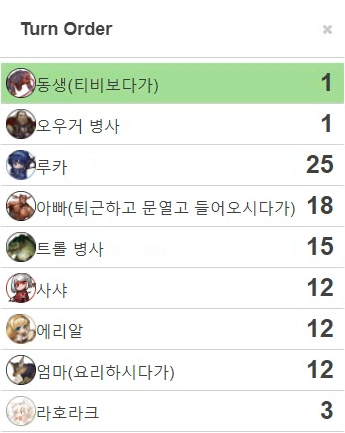 Turn Order ×
동생(티비보다가) 1
오우거 병사 1
루카 25
아빠(퇴근하고 문열고 들어오시다가) 18
트롤 병사 15
사샤 12
에리얄 12
엄마(요리하시다가) 12
라호라크 3